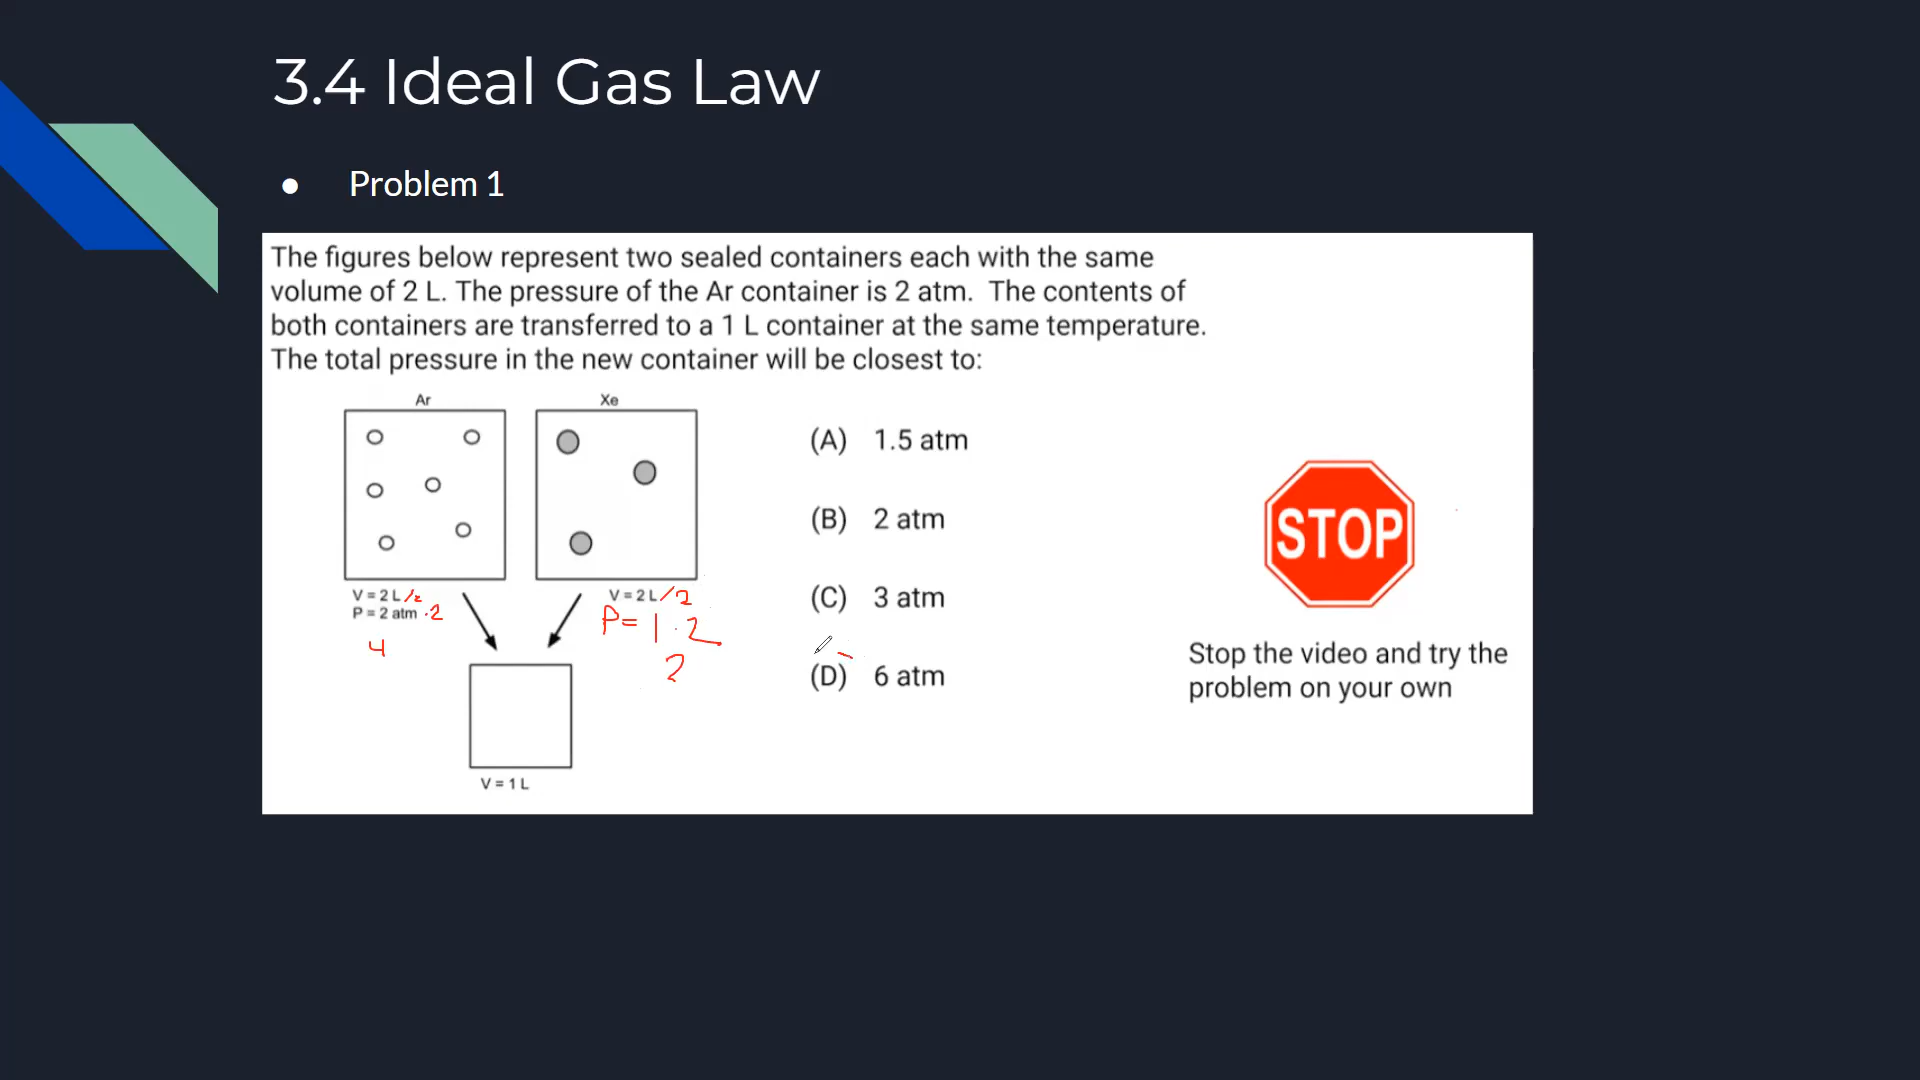 3.4 Ideal Gas Law
● Problem 1
The figures below represent two sealed containers each with the same
volume of 2 L. The pressure of the Ar container is 2 atm. The contents of
both containers are transferred to a 1 L container at the same temperature.
The total pressure in the new container will be closest to:
Ar
Xe
V = 2 L /2
P = 2 atm · 2
4
V = 2 L /2
P = 1 · 2
2
V = 1 L
(A) 1.5 atm
(B) 2 atm
(C) 3 atm
(D) 6 atm
STOP
Stop the video and try the
problem on your own